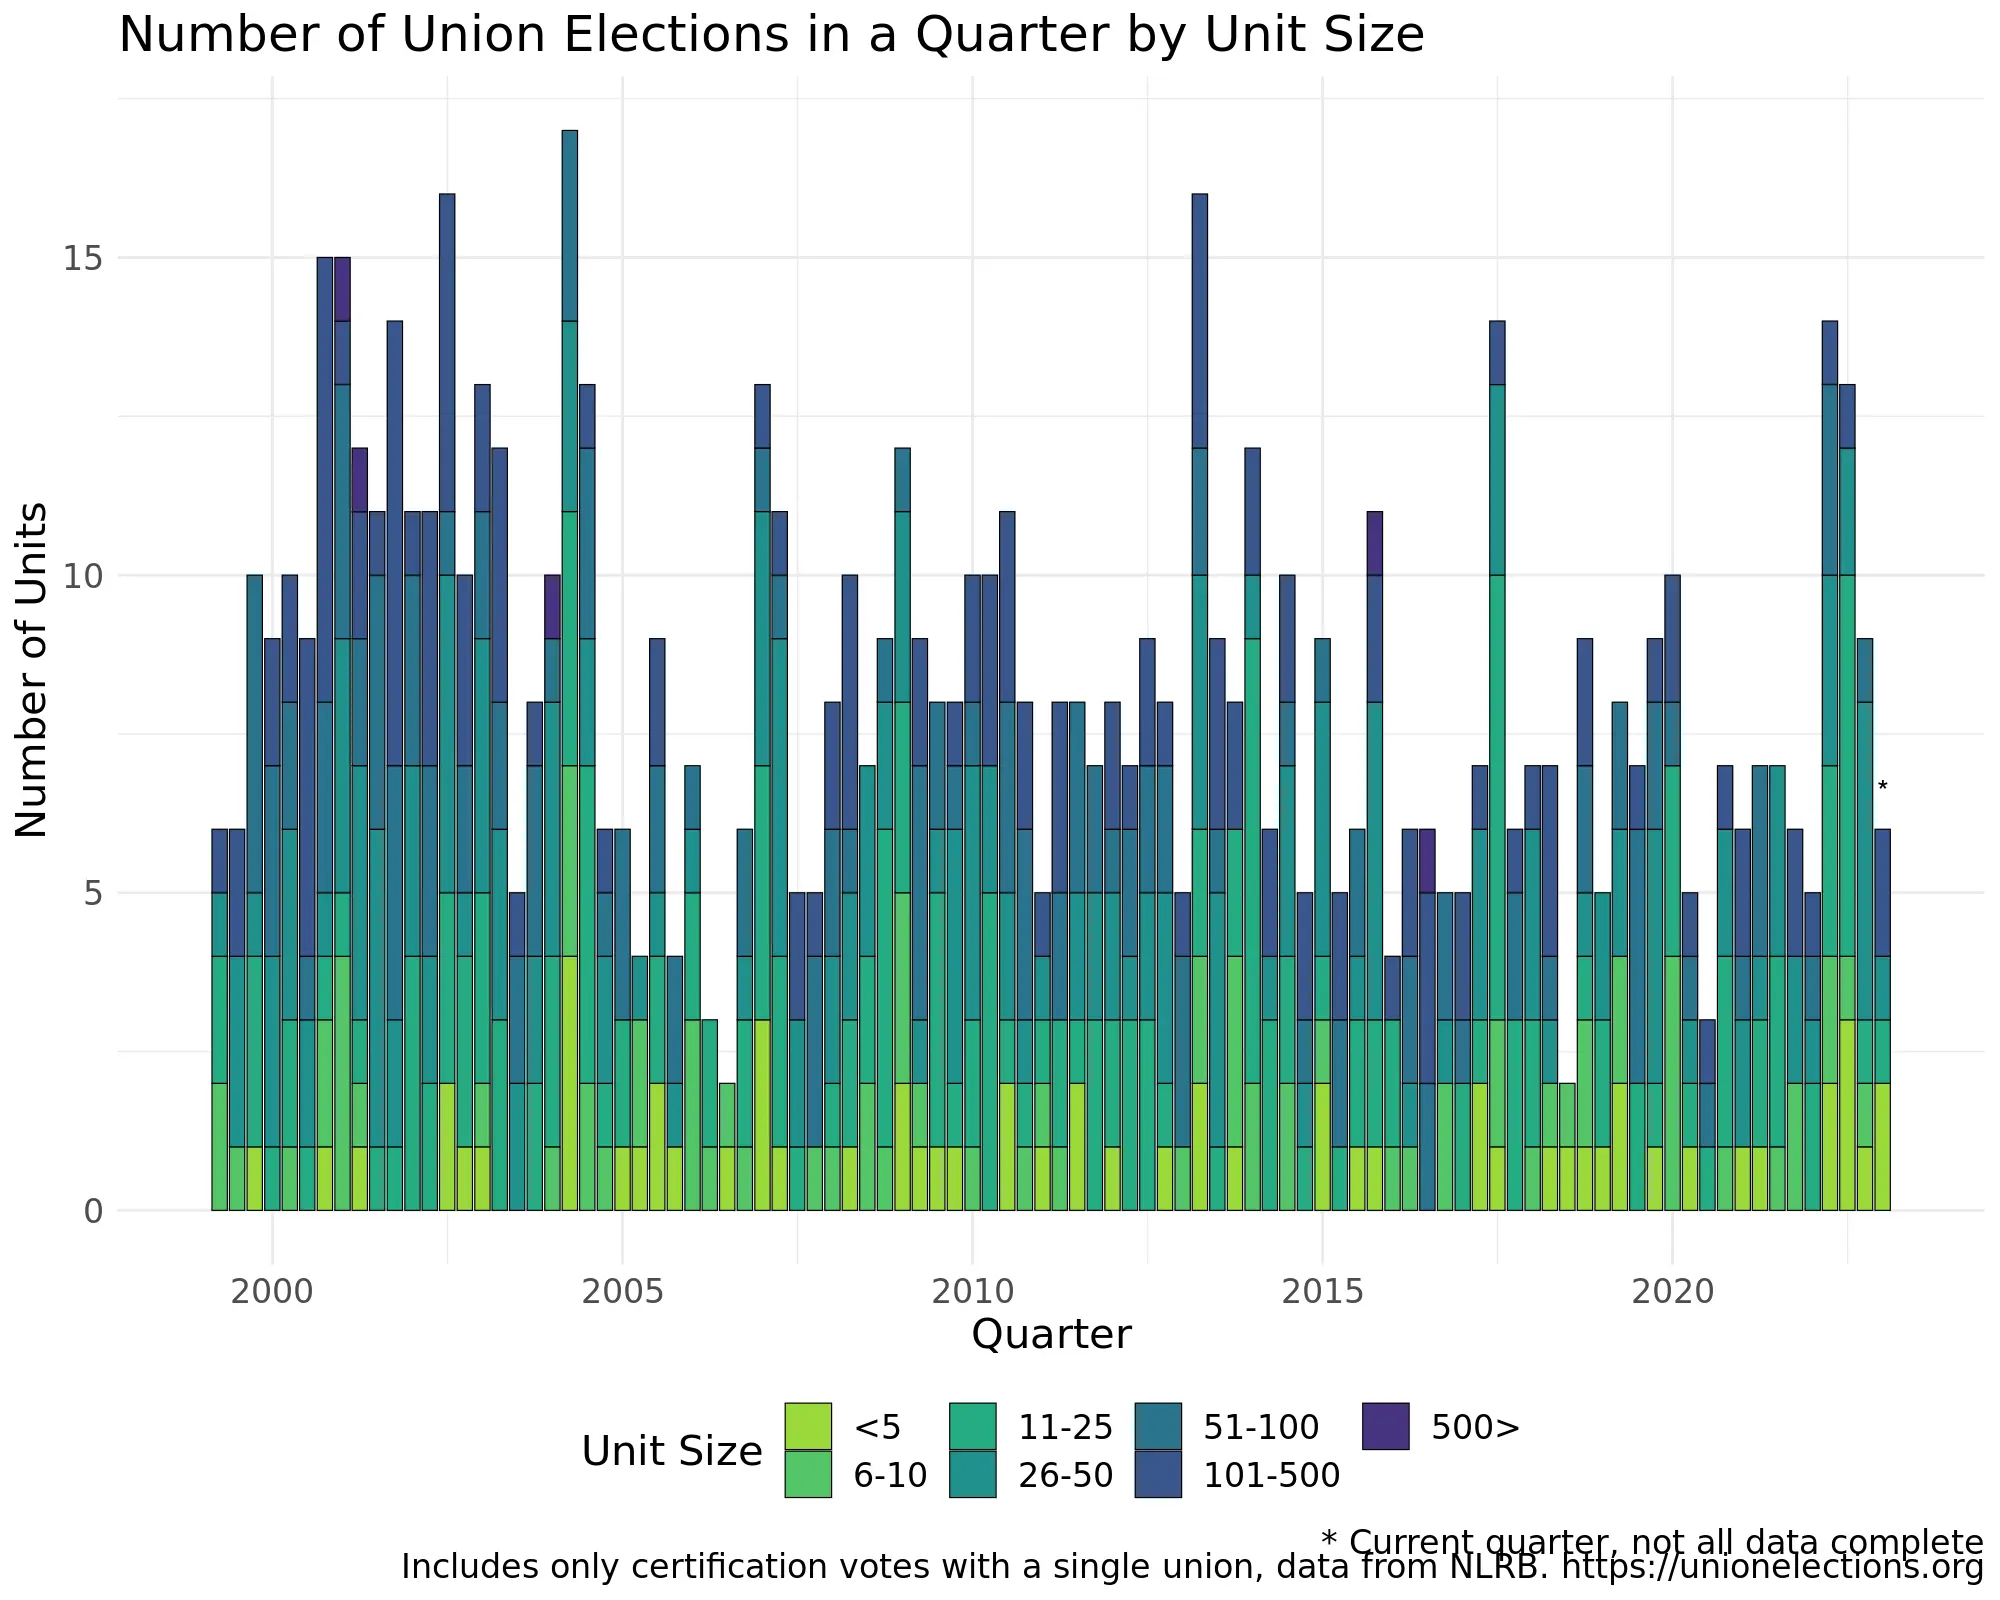 Number of Union Elections in a Quarter by Unit Size
Number of Units
15
10
5
0
*
2000 2005 2010 2015 2020
Quarter
Unit Size
<5 11-25 51-100 500>
6-10 26-50 101-500
* Current quarter, not all data complete
Includes only certification votes with a single union, data from NLRB. https://unionelections.org